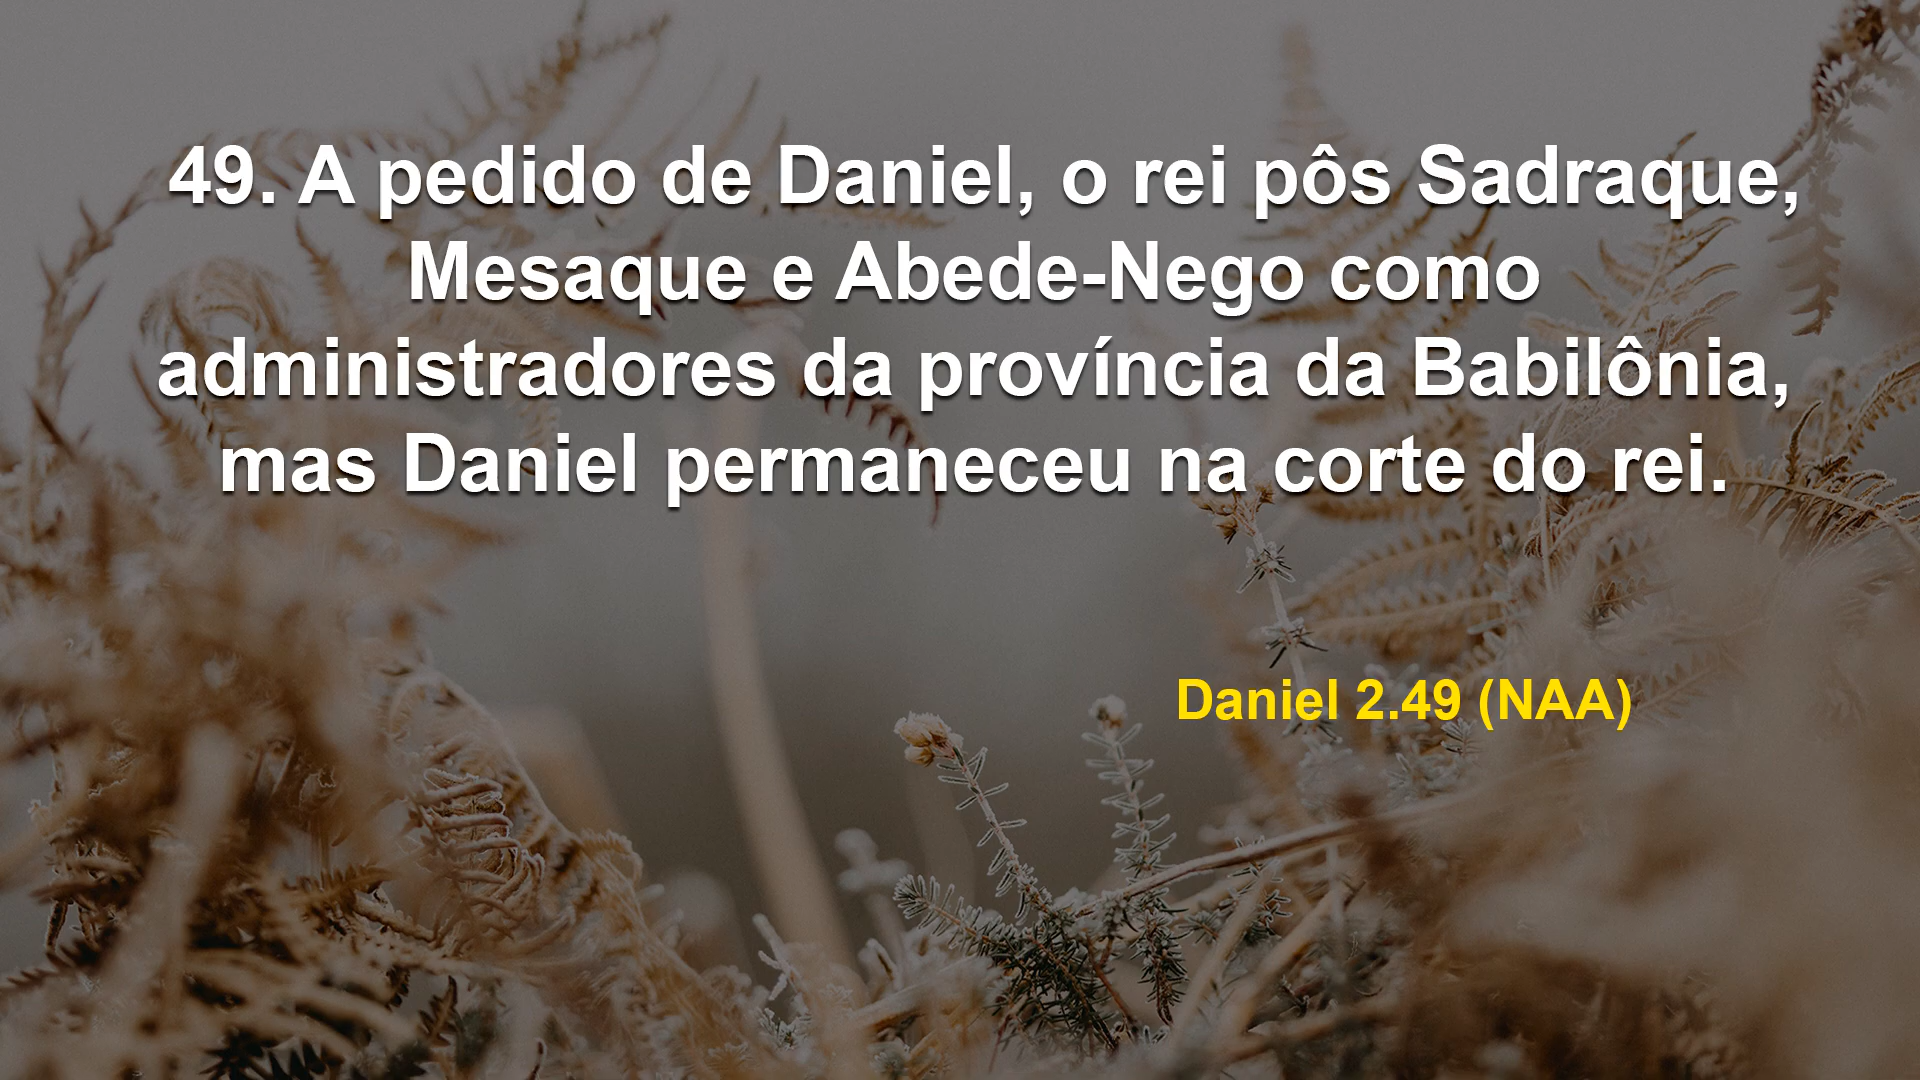 49. A pedido de Daniel, o rei pôs Sadraque,
Mesaque e Abede-Nego como
administradores da província da Babilônia,
mas Daniel permaneceu na corte do rei.
Daniel 2.49 (NAA)